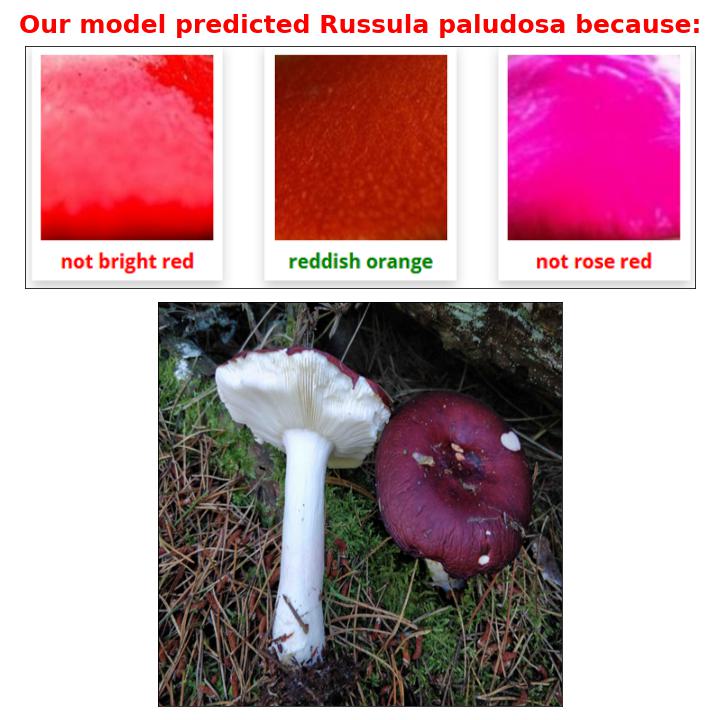 Our model predicted Russula paludosa because:
not bright red
reddish orange
not rose red